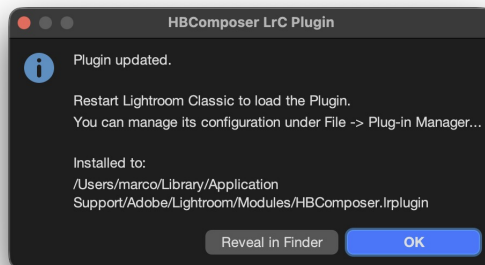 HBComposer LrC Plugin
Plugin updated.
Restart Lightroom Classic to load the Plugin.
You can manage its configuration under File -> Plug-in Manager...
Installed to:
/Users/marco/Library/Application
Support/Adobe/Lightroom/Modules/HBComposer.lrplugin
Reveal in Finder
OK